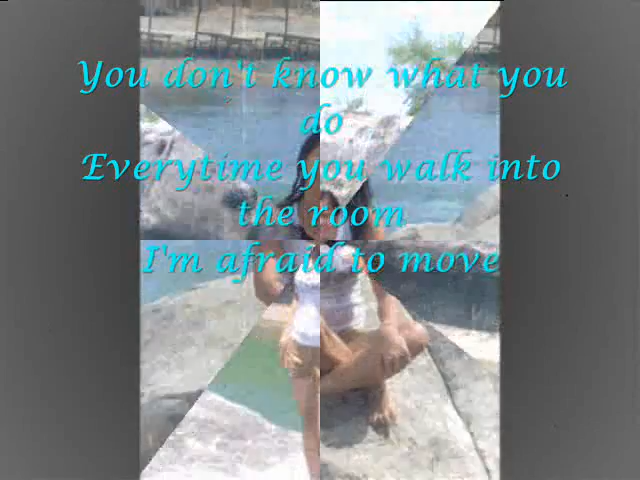 You don't know what you
do
Everytime you walk into
the room
I'm afraid to move